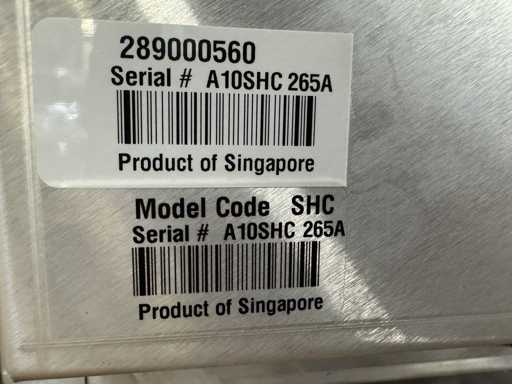 289000560
Serial # A10SHC 265A
Product of Singapore
Model Code SHC
Serial # A10SHC 265A
Product of Singapore